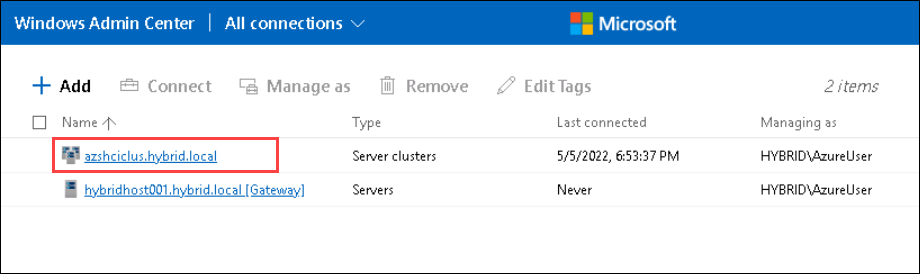 Windows Admin Center | All connections Microsoft
+ Add Connect Manage as Remove Edit Tags 2 items
Name Type Last connected Managing as
azshciclus.hybrid.local Server clusters 5/5/2022, 6:53:37 PM HYBRID\AzureUser
hybridhost001.hybrid.local [Gateway] Servers Never HYBRID\AzureUser